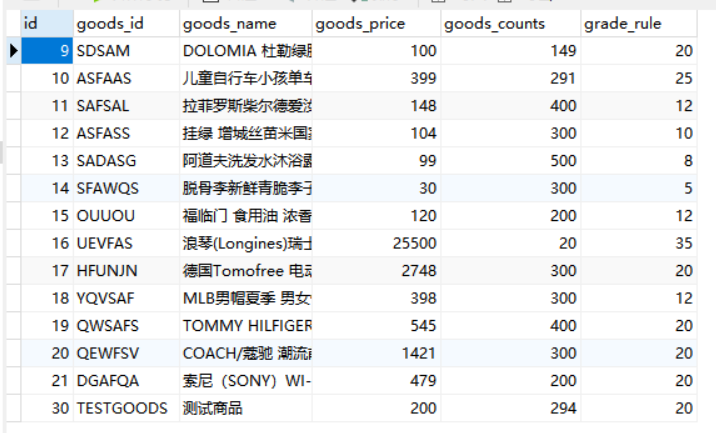 id goods_id goods_name goods_price goods_counts grade_rule
9 SDSAM DOLOMIA 杜勒绿 100 149 20
10 ASFAAS 儿童自行车小孩单车 399 291 25
11 SAFSAL 拉菲罗斯柴尔德爱 148 400 12
12 ASFASS 挂绿 增城丝苗米国 104 300 10
13 SADASG 阿道夫洗发水沐浴露 99 500 8
14 SFAWQS 脱骨李新鲜青脆李子 30 300 5
15 OUUOU 福临门 食用油 浓香 120 200 12
16 UEVFAS 浪琴(Longines)瑞士 25500 20 35
17 HFUNJN 德国Tomofree 电动 2748 300 20
18 YQVSAF MLB男帽夏季 男女 398 300 12
19 QWSAFS TOMMY HILFIGER 545 400 20
20 QEWFSV COACH/蔻驰 潮流 1421 300 20
21 DGAFQA 索尼（SONY）WI- 479 200 20
30 TESTGOODS 测试商品 200 294 20